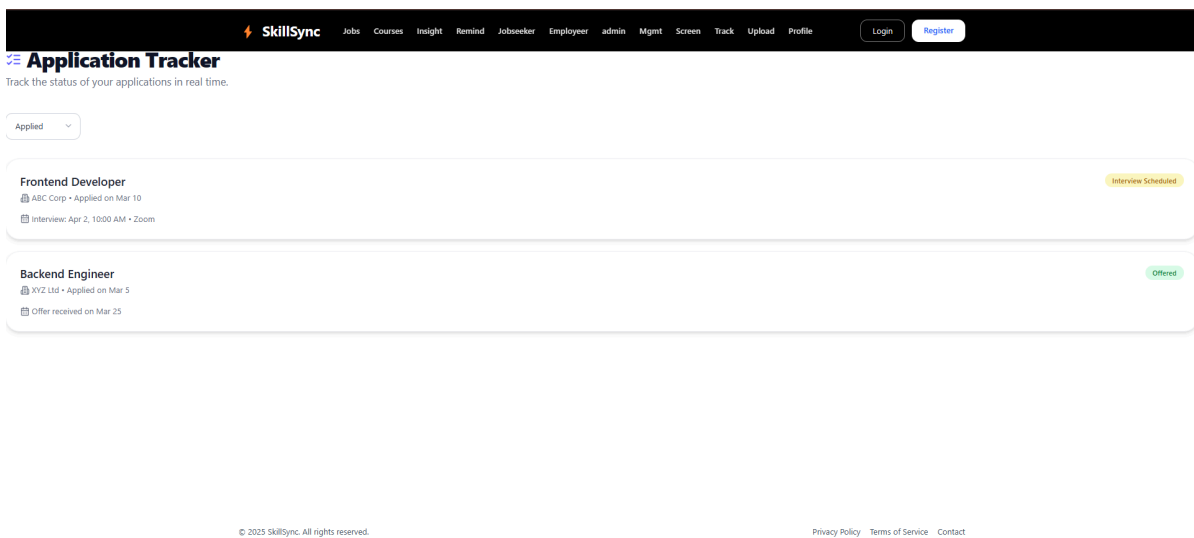 SkillSync Jobs Courses Insight Remind Jobseeker Employeer admin Mgmt Screen Track Upload Profile Login Register
Application Tracker
Track the status of your applications in real time.
Applied
Frontend Developer Interview Scheduled
ABC Corp • Applied on Mar 10
Interview: Apr 2, 10:00 AM • Zoom
Backend Engineer Offered
XYZ Ltd • Applied on Mar 5
Offer received on Mar 25
© 2025 SkillSync. All rights reserved. Privacy Policy Terms of Service Contact